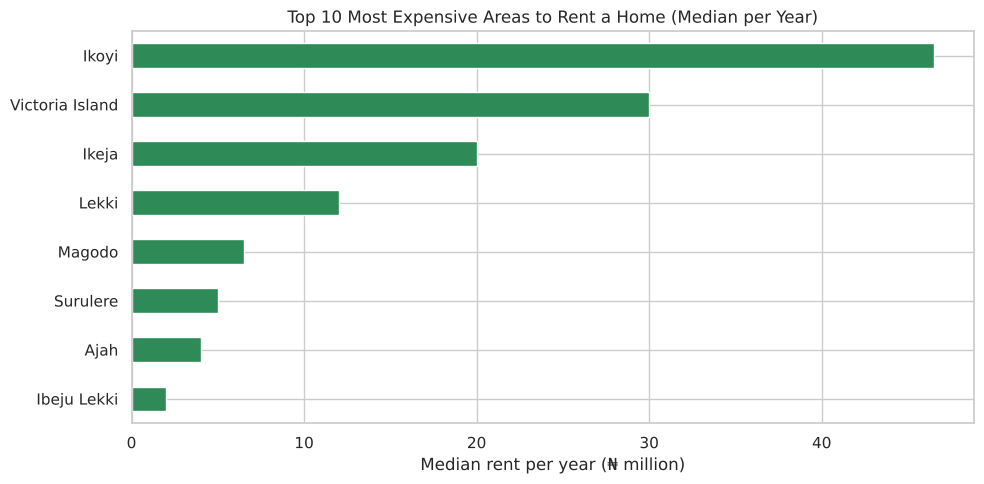 Top 10 Most Expensive Areas to Rent a Home (Median per Year)
Ikoyi
Victoria Island
Ikeja
Lekki
Magodo
Surulere
Ajah
Ibeju Lekki
0 10 20 30 40
Median rent per year (₦ million)